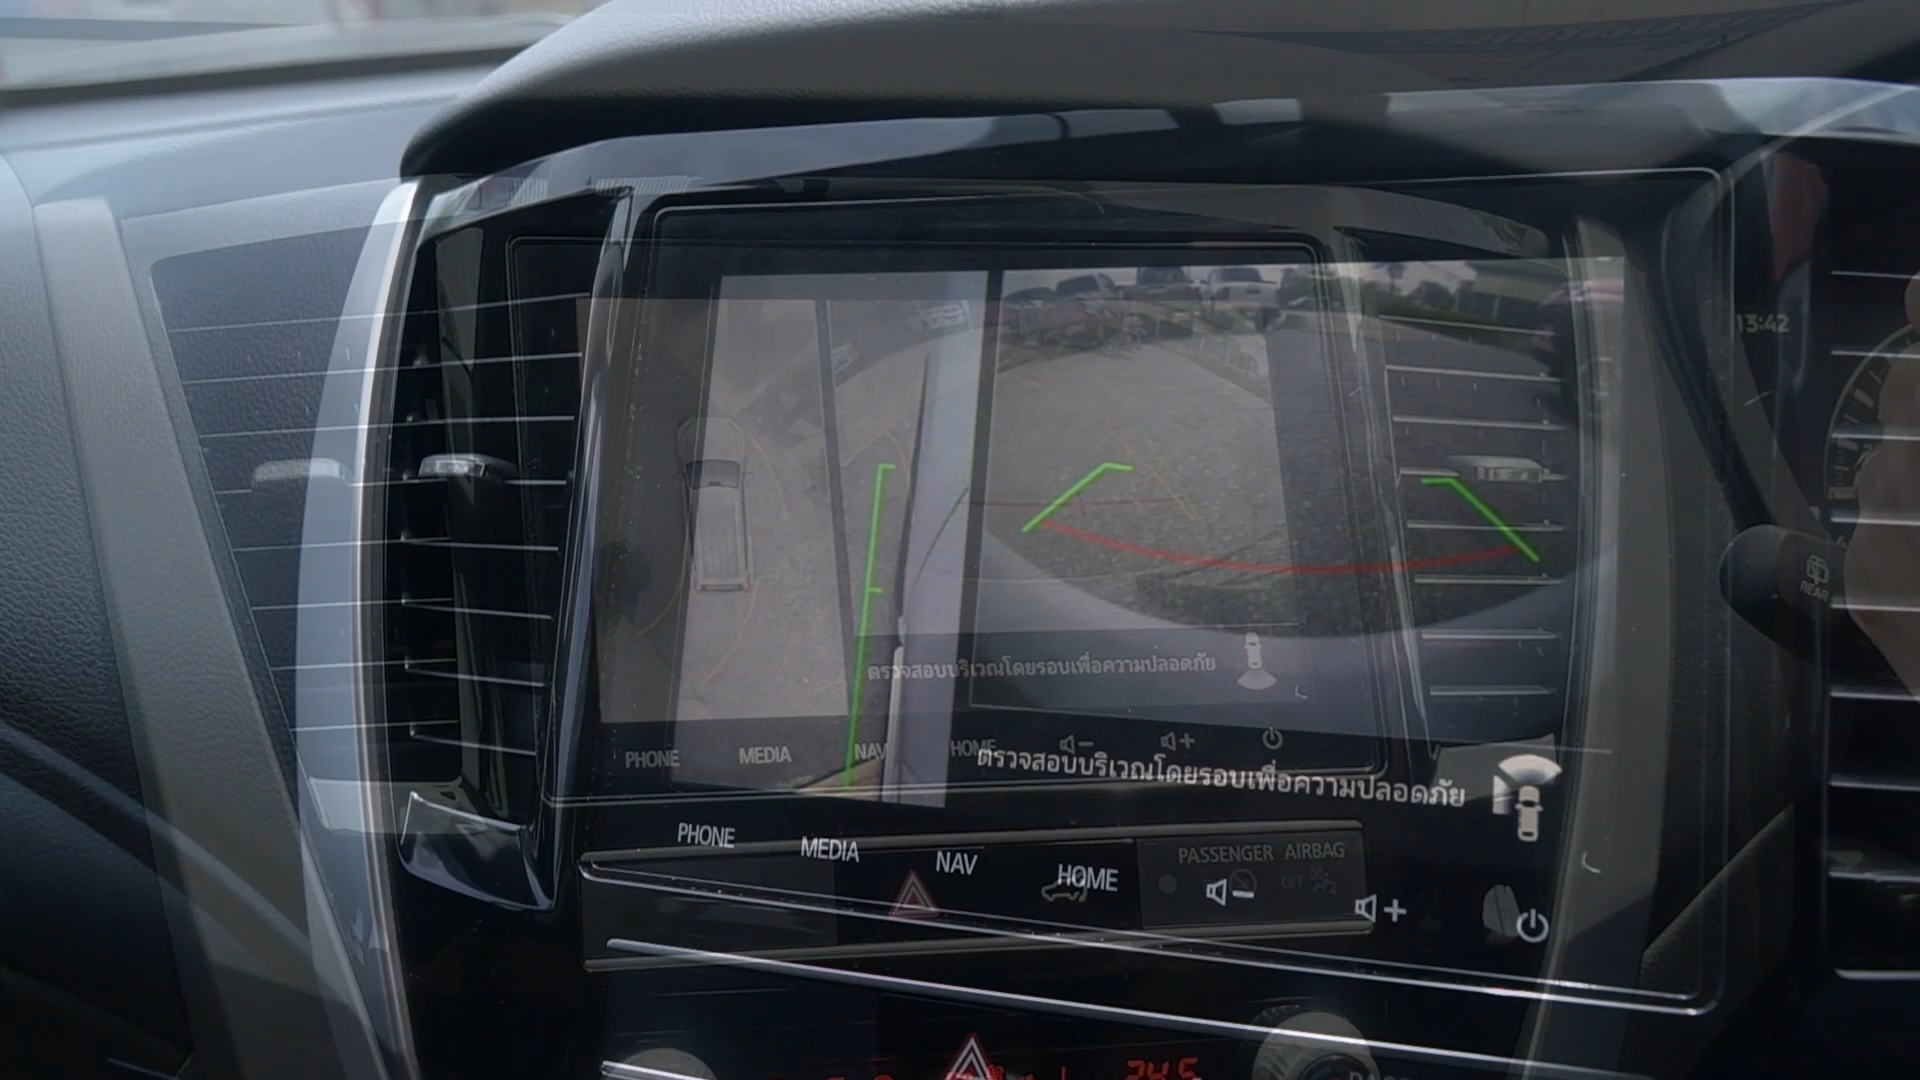 13:42
REAR
ตรวจสอบบริเวณโดยรอบเพื่อความปลอดภัย
PHONE MEDIA NAV HOME
ตรวจสอบบริเวณโดยรอบเพื่อความปลอดภัย
PHONE MEDIA NAV HOME
PASSENGER AIRBAG
OFF
24.5